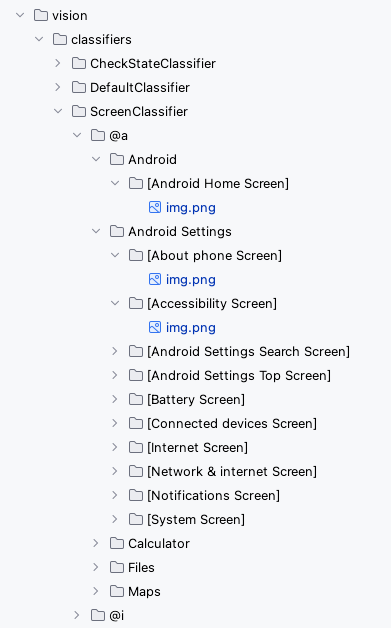 vision
classifiers
CheckStateClassifier
DefaultClassifier
ScreenClassifier
@a
Android
[Android Home Screen]
img.png
Android Settings
[About phone Screen]
img.png
[Accessibility Screen]
img.png
[Android Settings Search Screen]
[Android Settings Top Screen]
[Battery Screen]
[Connected devices Screen]
[Internet Screen]
[Network & internet Screen]
[Notifications Screen]
[System Screen]
Calculator
Files
Maps
@i